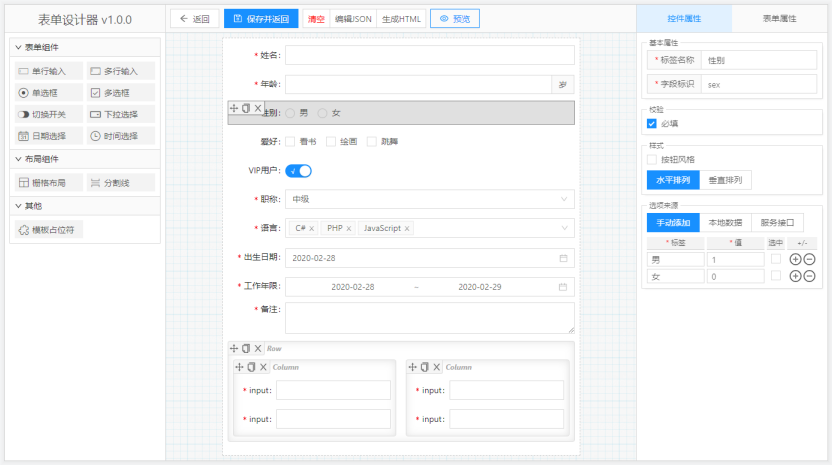 表单设计器 v1.0.0
返回
保存并返回
清空
编辑JSON
生成HTML
预览
控件属性
表单属性
表单组件
单行输入
多行输入
单选框
多选框
切换开关
下拉选择
日期选择
时间选择
布局组件
栅格布局
分割线
其他
模板占位符
* 姓名:
* 年龄:
岁
性别:
男
女
爱好:
看书
绘画
跳舞
VIP用户:
* 职称:
中级
* 语言:
C# ×
PHP ×
JavaScript ×
* 出生日期:
2020-02-28
* 工作年限:
2020-02-28 ~ 2020-02-29
* 备注:
Row
Column
* input:
* input:
Column
* input:
* input:
基本属性
* 标签名称
性别
* 字段标识
sex
校验
必填
样式
按钮风格
水平排列
垂直排列
选项来源
手动添加
本地数据
服务接口
* 标签
* 值
选中
+/-
男
1
女
0